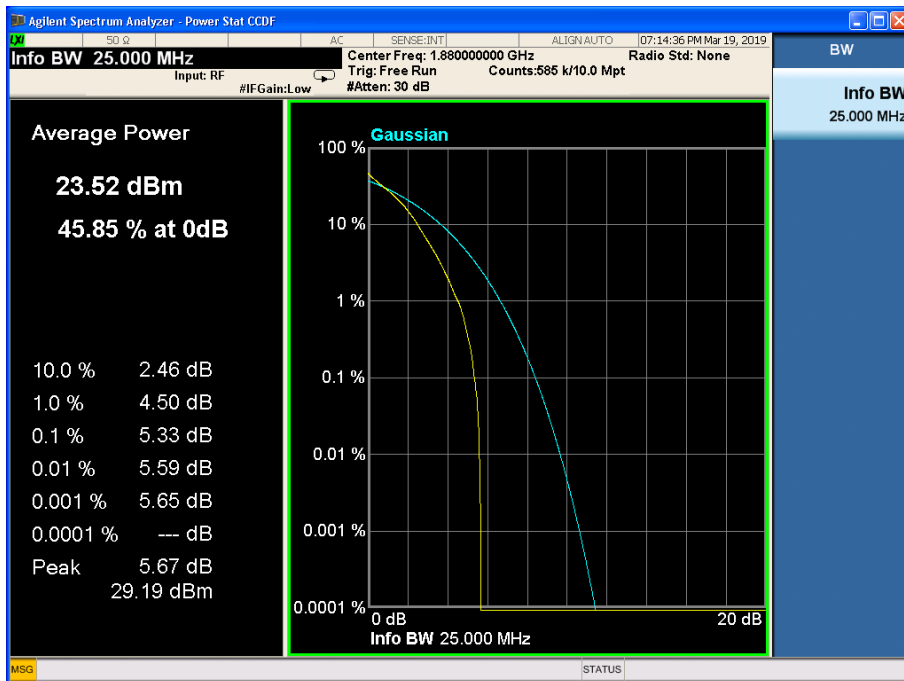 Agilent Spectrum Analyzer - Power Stat CCDF
LXI 50 Ω AC SENSE:INT ALIGN AUTO 07:14:36 PM Mar 19, 2019
Info BW 25.000 MHz
Center Freq: 1.880000000 GHz Radio Std: None
Input: RF Trig: Free Run Counts:585 k/10.0 Mpt
#IFGain:Low #Atten: 30 dB
BW
Info BW
25.000 MHz
Average Power
23.52 dBm
45.85 % at 0dB
10.0 % 2.46 dB
1.0 % 4.50 dB
0.1 % 5.33 dB
0.01 % 5.59 dB
0.001 % 5.65 dB
0.0001 % --- dB
Peak 5.67 dB
29.19 dBm
Gaussian
100 %
10 %
1 %
0.1 %
0.01 %
0.001 %
0.0001 %
0 dB 20 dB
Info BW 25.000 MHz
MSG STATUS